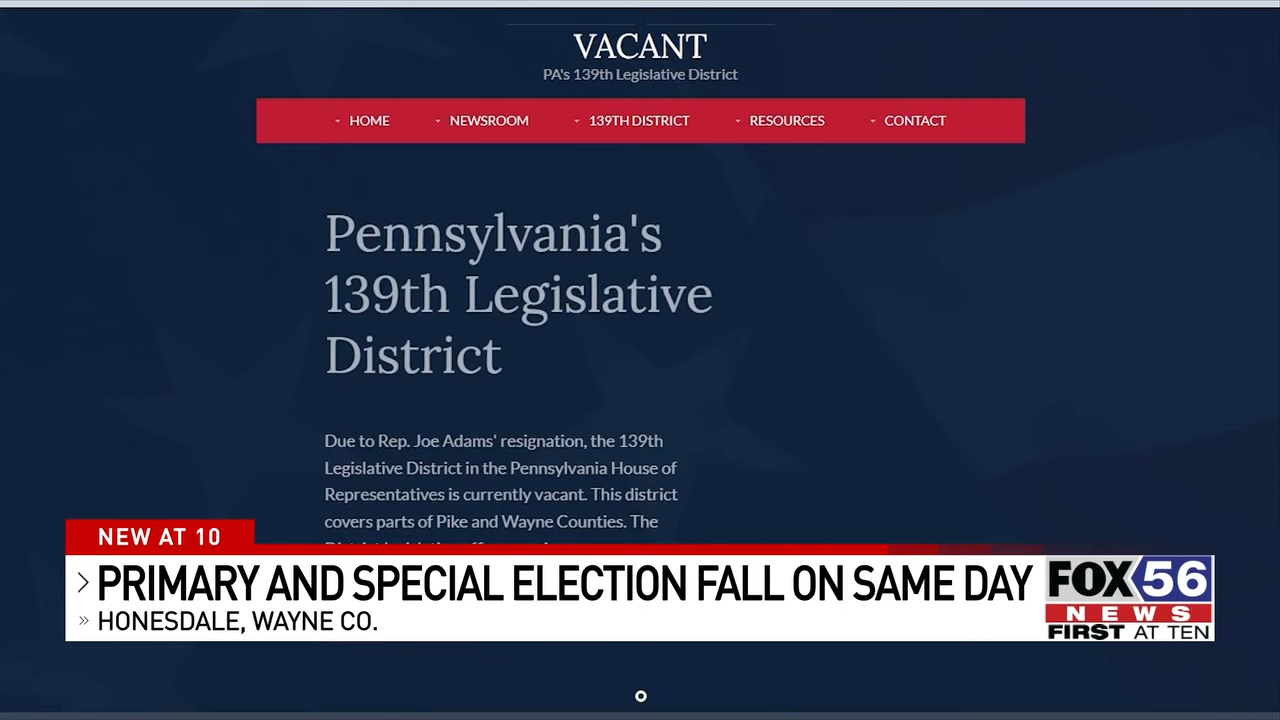 VACANT
PA's 139th Legislative District
HOME NEWSROOM 139TH DISTRICT RESOURCES CONTACT
Pennsylvania's
139th Legislative
District
Due to Rep. Joe Adams' resignation, the 139th
Legislative District in the Pennsylvania House of
Representatives is currently vacant. This district
covers parts of Pike and Wayne Counties. The
NEW AT 10
PRIMARY AND SPECIAL ELECTION FALL ON SAME DAY
HONESDALE, WAYNE CO.
FOX 56
NEWS
FIRST AT TEN